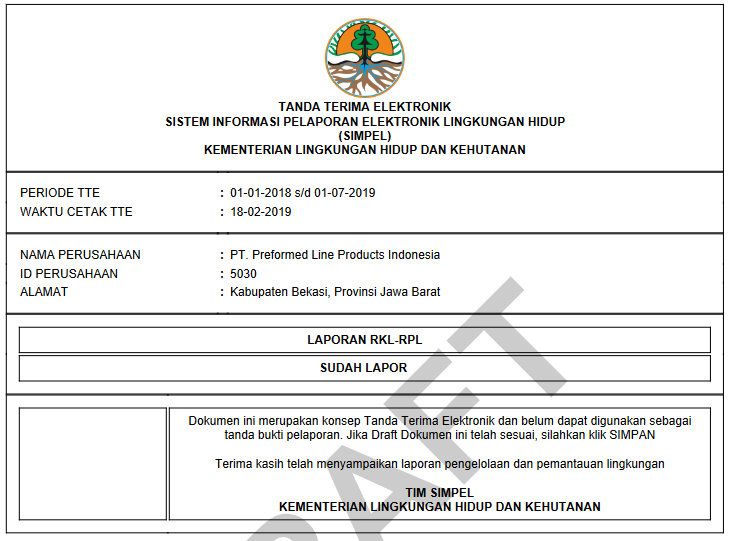 TANDA TERIMA ELEKTRONIK
SISTEM INFORMASI PELAPORAN ELEKTRONIK LINGKUNGAN HIDUP
(SIMPEL)
KEMENTERIAN LINGKUNGAN HIDUP DAN KEHUTANAN
PERIODE TTE : 01-01-2018 s/d 01-07-2019
WAKTU CETAK TTE : 18-02-2019
NAMA PERUSAHAAN : PT. Preformed Line Products Indonesia
ID PERUSAHAAN : 5030
ALAMAT : Kabupaten Bekasi, Provinsi Jawa Barat
LAPORAN RKL-RPL
SUDAH LAPOR
Dokumen ini merupakan konsep Tanda Terima Elektronik dan belum dapat digunakan sebagai
tanda bukti pelaporan. Jika Draft Dokumen ini telah sesuai, silahkan klik SIMPAN
Terima kasih telah menyampaikan laporan pengelolaan dan pemantauan lingkungan
TIM SIMPEL
KEMENTERIAN LINGKUNGAN HIDUP DAN KEHUTANAN
RAFT